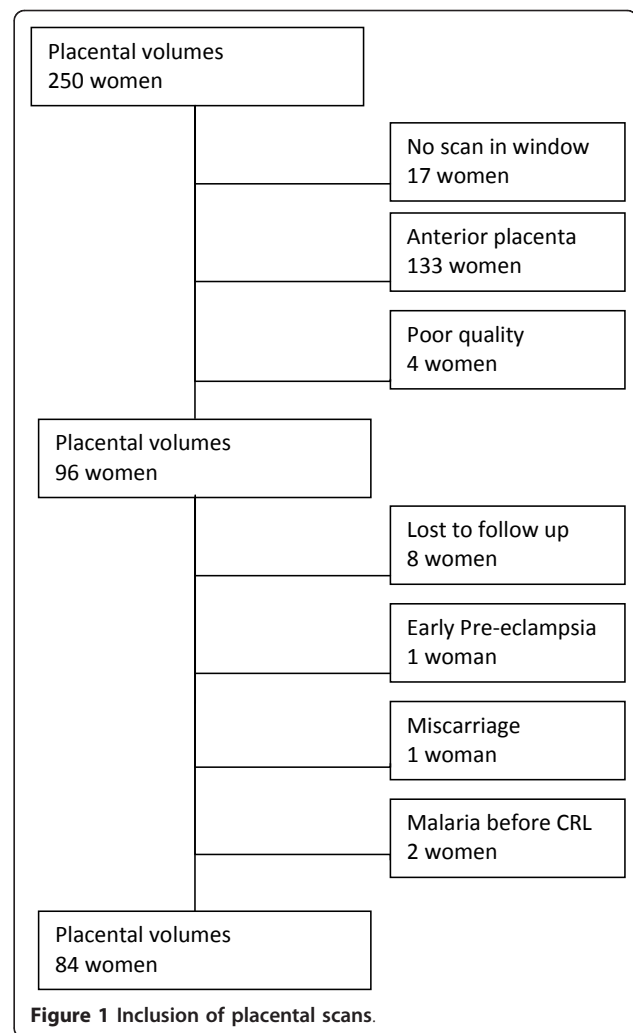 Placental volumes
250 women
No scan in window
17 women
Anterior placenta
133 women
Poor quality
4 women
Placental volumes
96 women
Lost to follow up
8 women
Early Pre-eclampsia
1 woman
Miscarriage
1 woman
Malaria before CRL
2 women
Placental volumes
84 women
Figure 1 Inclusion of placental scans.